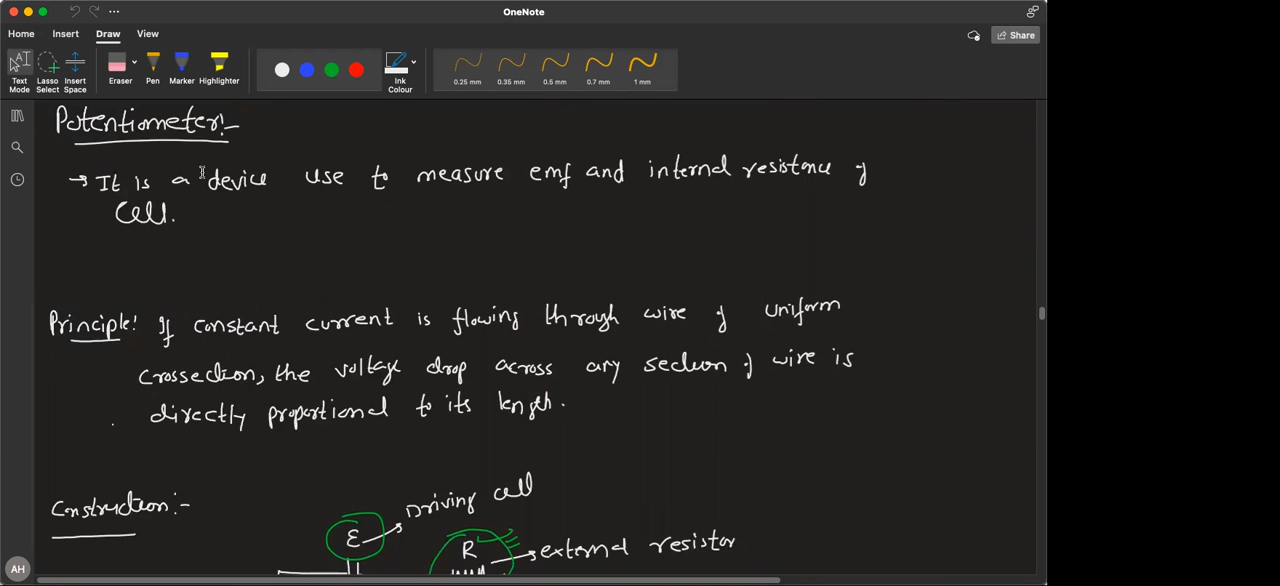 OneNote
Home Insert Draw View
Share
Text Mode
Lasso Select
Insert Space
Eraser
Pen
Marker
Highlighter
Ink Colour
0.25 mm 0.35 mm 0.5 mm 0.7 mm 1 mm
Potentiometer:-
→ It is a device use to measure emf and internal resistance of
Cell.
Principle: If constant current is flowing through wire of uniform
crossection, the voltage drop across any section of wire is
directly proportional to its length.
Construction:-
Driving cell
ε
R
external resistor
AH